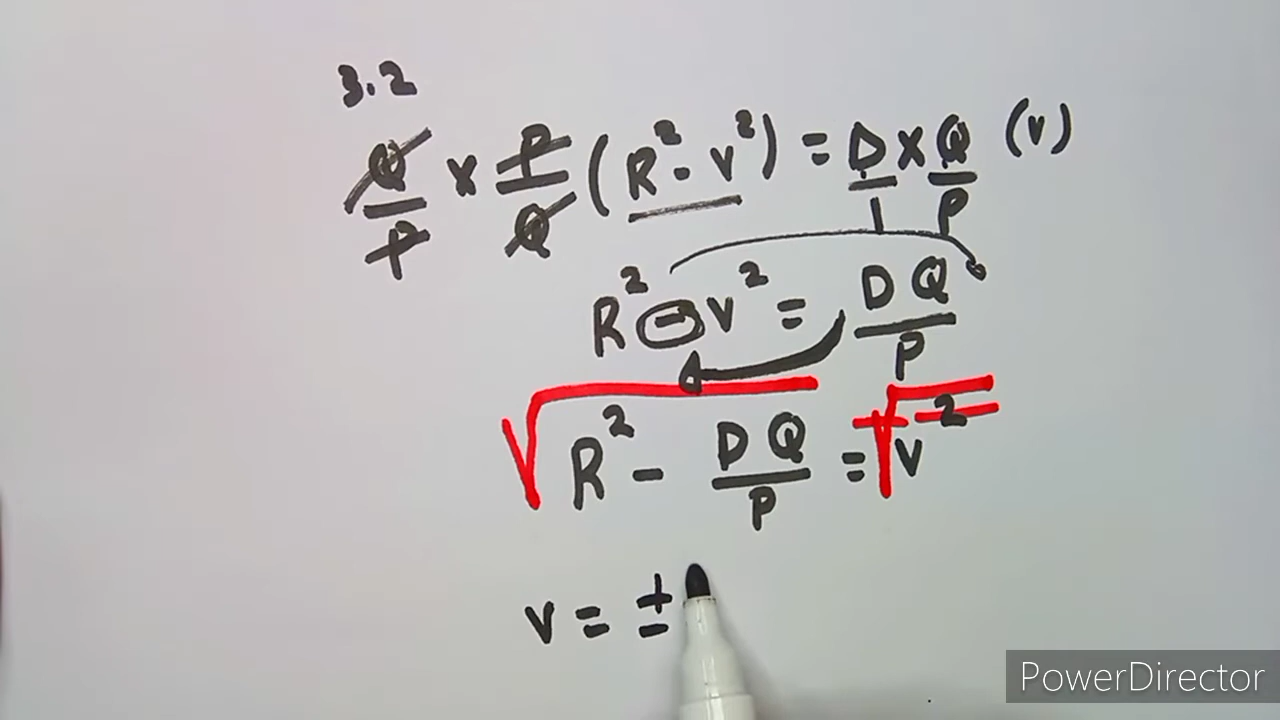 3.2
Q/P × P/Q (R² - V²) = D/1 × Q/P (V)
R² - V² = DQ/P
√(R² - DQ/P) = √V²
V = ±
PowerDirector